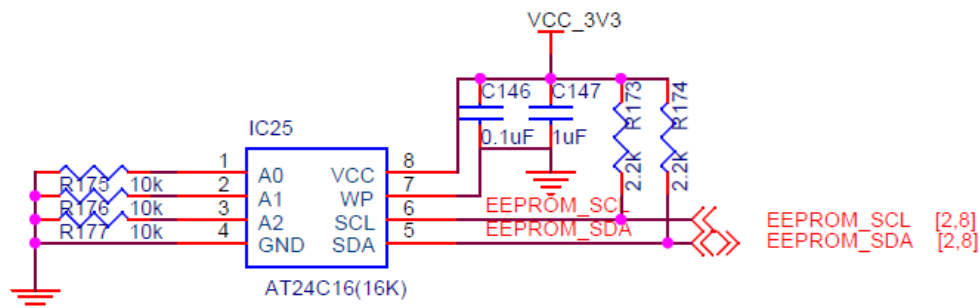 VCC_3V3
C146 C147 R173 R174
0.1uF 1uF 2.2k 2.2k
IC25
1 A0 VCC 8
R175 10k 2 A1 WP 7
R176 10k 3 A2 SCL 6 EEPROM_SCL EEPROM_SCL [2,8]
R177 10k 4 GND SDA 5 EEPROM_SDA EEPROM_SDA [2,8]
AT24C16(16K)